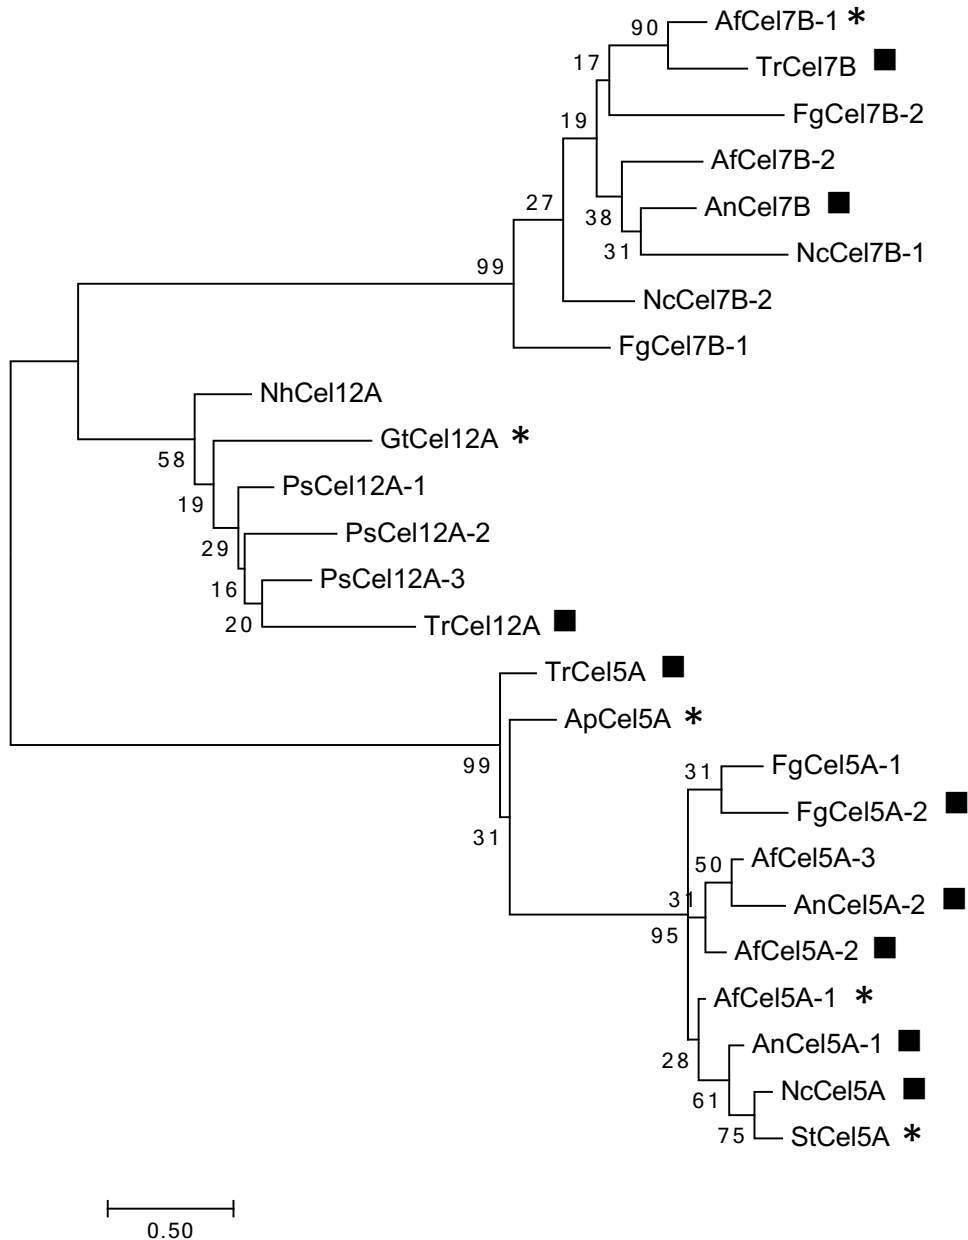 90
AfCel7B-1 *
17
TrCel7B ■
FgCel7B-2
19
AfCel7B-2
27
38
AnCel7B ■
31
NcCel7B-1
99
NcCel7B-2
FgCel7B-1
NhCel12A
58
GtCel12A *
19
PsCel12A-1
29
PsCel12A-2
16
PsCel12A-3
20
TrCel12A ■
TrCel5A ■
99
ApCel5A *
31
31
FgCel5A-1
FgCel5A-2 ■
50
AfCel5A-3
31
AnCel5A-2 ■
95
AfCel5A-2 ■
AfCel5A-1 *
28
AnCel5A-1 ■
61
NcCel5A ■
75
StCel5A *
0.50